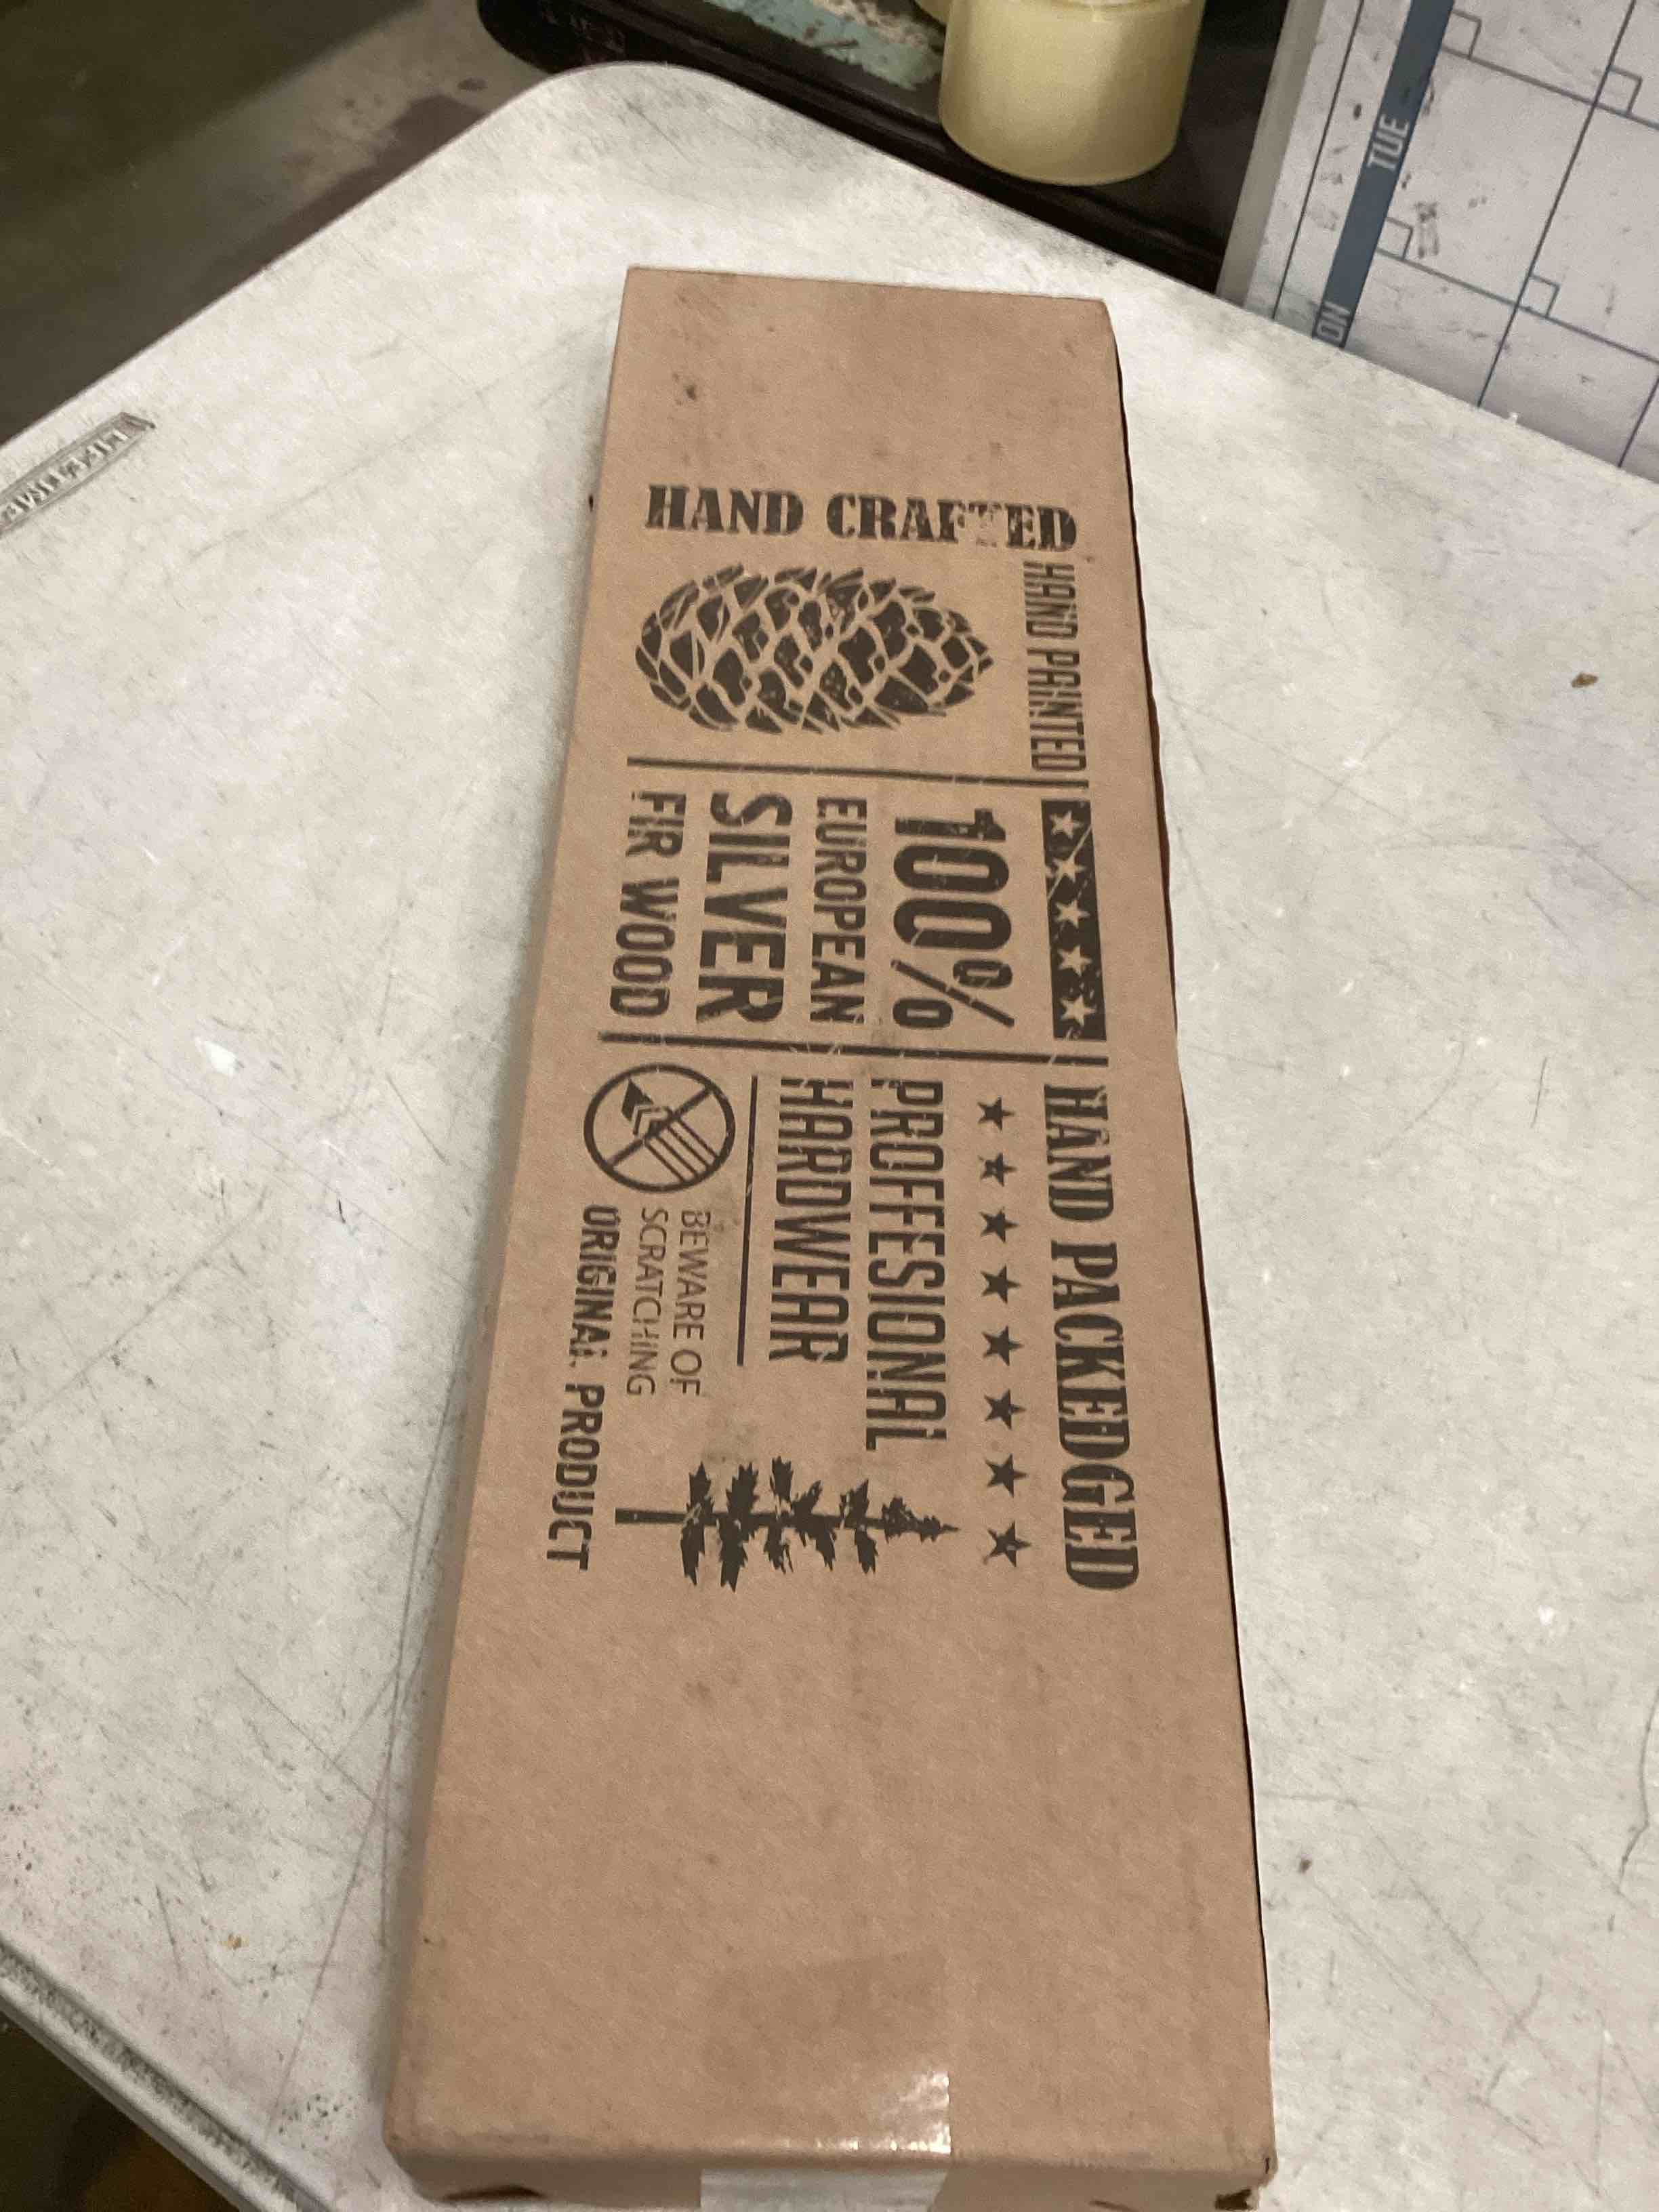 HAND CRAFTED
HAND PAINTED
100%
EUROPEAN
SILVER
FIR WOOD
HAND PACKEDGED
PROFFESIONAL
HARDWEAR
BEWARE OF
SCRATCHING
ORIGINAL PRODUCT
TUE
ON